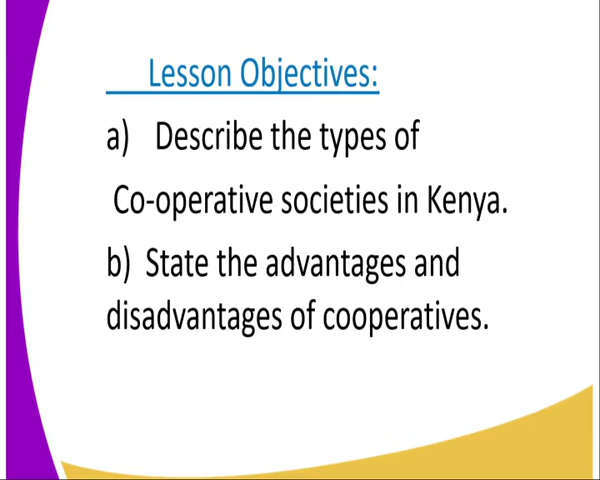 Lesson Objectives:
a) Describe the types of
Co-operative societies in Kenya.
b) State the advantages and
disadvantages of cooperatives.